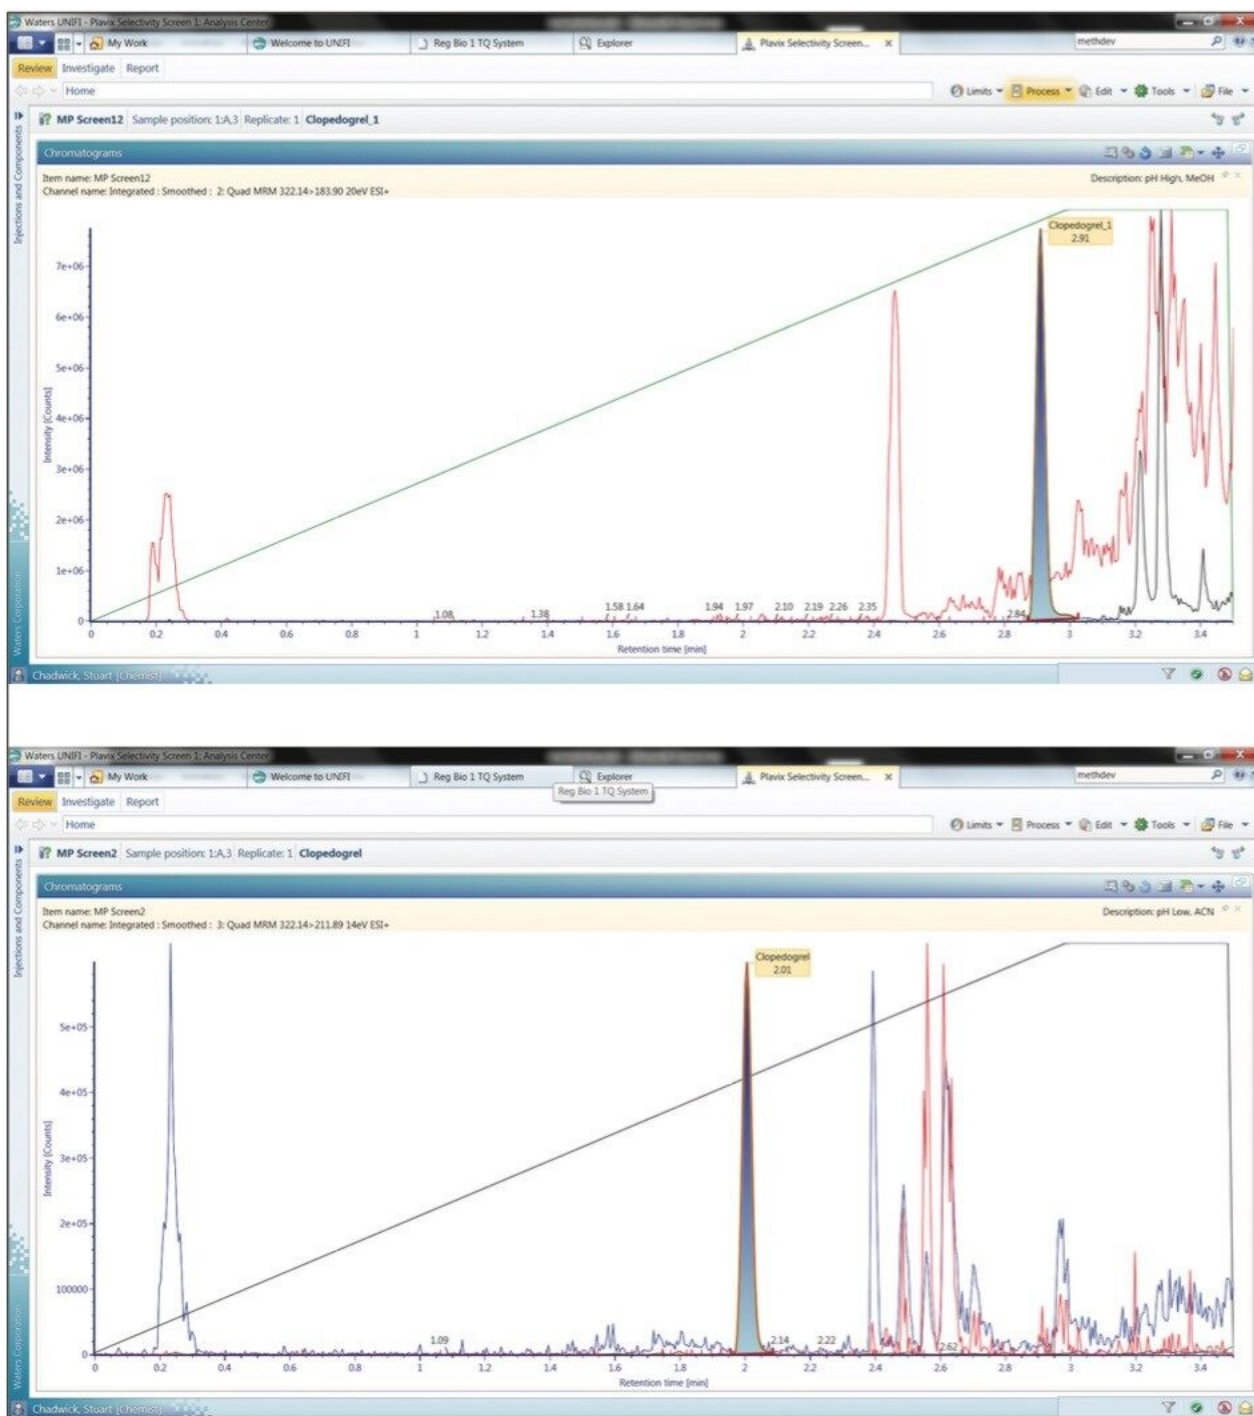 Waters UNIFI - Plavix Selectivity Screen 1: Analysis Center
My Work Welcome to UNIFI Reg Bio 1 TQ System Explorer Plavix Selectivity Screen... x methdev
Review Investigate Report
Home Limits Process Edit Tools File
MP Screen12 Sample position: 1:A,3 Replicate: 1 Clopedogrel_1
Injections and Components
Chromatograms
Item name: MP Screen12 Description: pH High, MeOH
Channel name: Integrated : Smoothed : 2: Quad MRM 322.14>183.90 20eV ESI+
Clopedogrel_1
2.91
7e+06
6e+06
5e+06
4e+06
3e+06
2e+06
1e+06
0
Intensity [Counts]
1.08 1.38 1.58 1.64 1.94 1.97 2.10 2.19 2.26 2.35 2.84
0 0.2 0.4 0.6 0.8 1 1.2 1.4 1.6 1.8 2 2.2 2.4 2.6 2.8 3 3.2 3.4
Retention time [min]
Waters Corporation
Chadwick, Stuart [Chemist]
Waters UNIFI - Plavix Selectivity Screen 1: Analysis Center
My Work Welcome to UNIFI Reg Bio 1 TQ System Explorer Plavix Selectivity Screen... x methdev
Reg Bio 1 TQ System
Review Investigate Report
Home Limits Process Edit Tools File
MP Screen2 Sample position: 1:A,3 Replicate: 1 Clopedogrel
Injections and Components
Chromatograms
Item name: MP Screen2 Description: pH Low, ACN
Channel name: Integrated : Smoothed : 3: Quad MRM 322.14>211.89 14eV ESI+
Clopedogrel
2.01
5e+05
4e+05
3e+05
2e+05
100000
0
Intensity [Counts]
1.09 2.14 2.22 2.62
0 0.2 0.4 0.6 0.8 1 1.2 1.4 1.6 1.8 2 2.2 2.4 2.6 2.8 3 3.2 3.4
Retention time [min]
Waters Corporation
Chadwick, Stuart [Chemist]